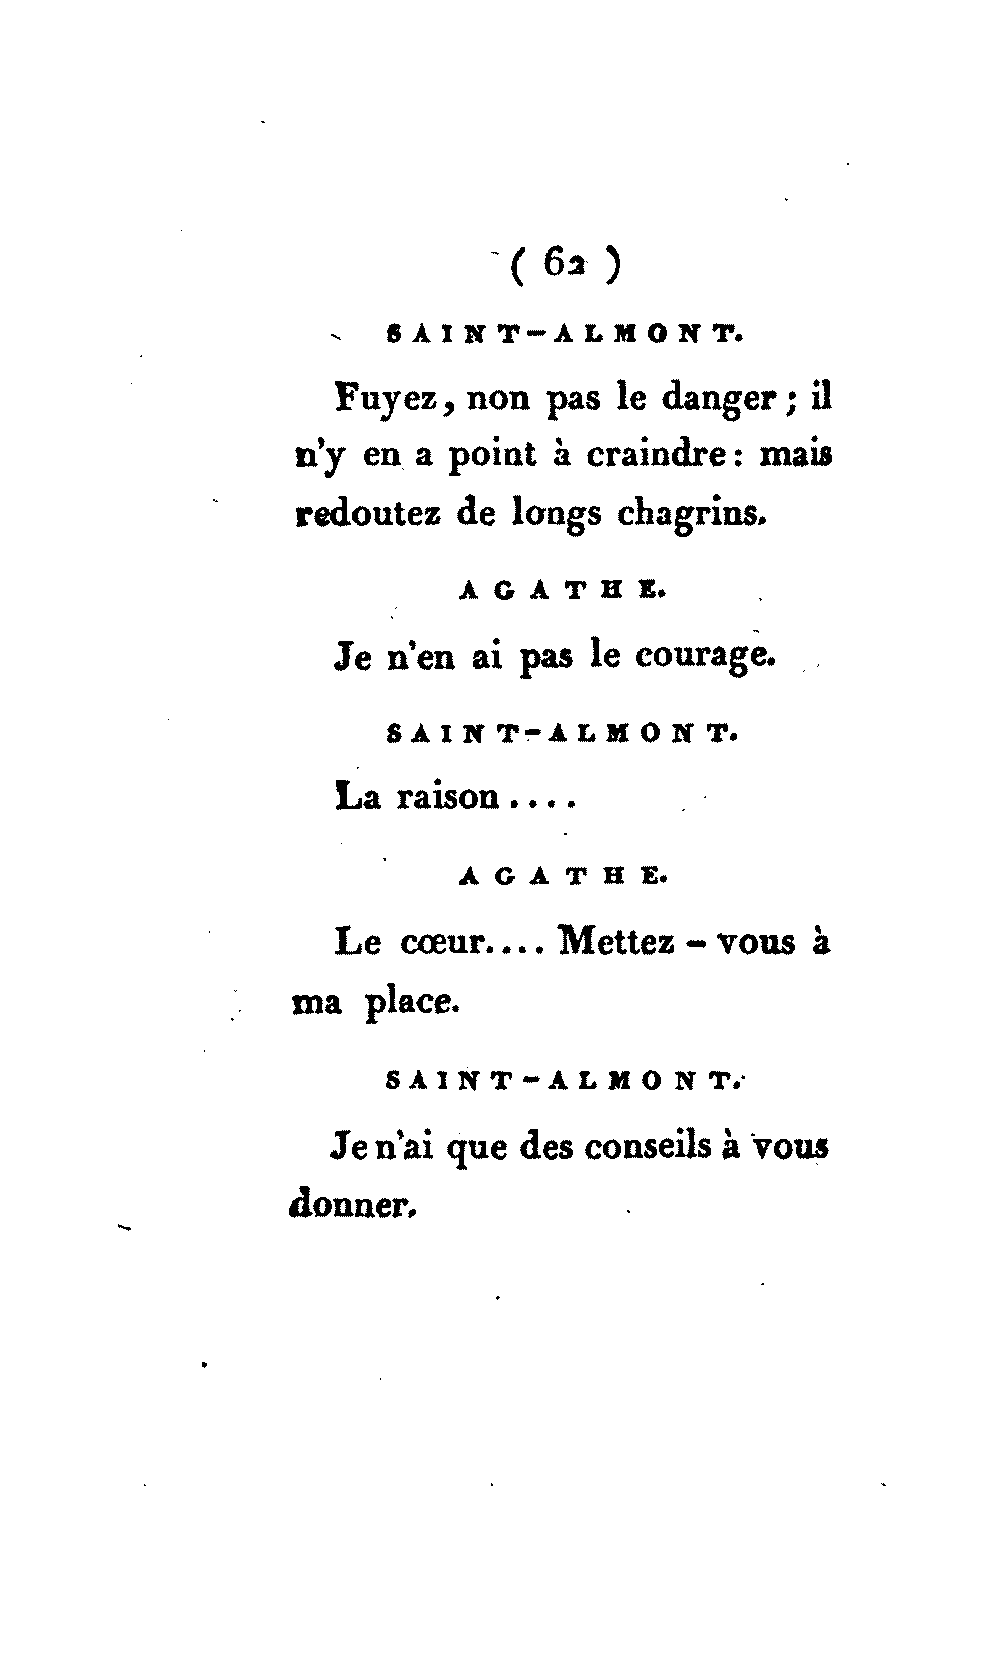 ( 62 )
SAINT-ALMONT.
Fuyez, non pas le danger ; il
n'y en a point à craindre : mais
redoutez de longs chagrins.
AGATHE.
Je n'en ai pas le courage.
SAINT-ALMONT.
La raison ....
AGATHE.
Le cœur.... Mettez - vous à
ma place.
SAINT-ALMONT.
Je n'ai que des conseils à vous
donner.